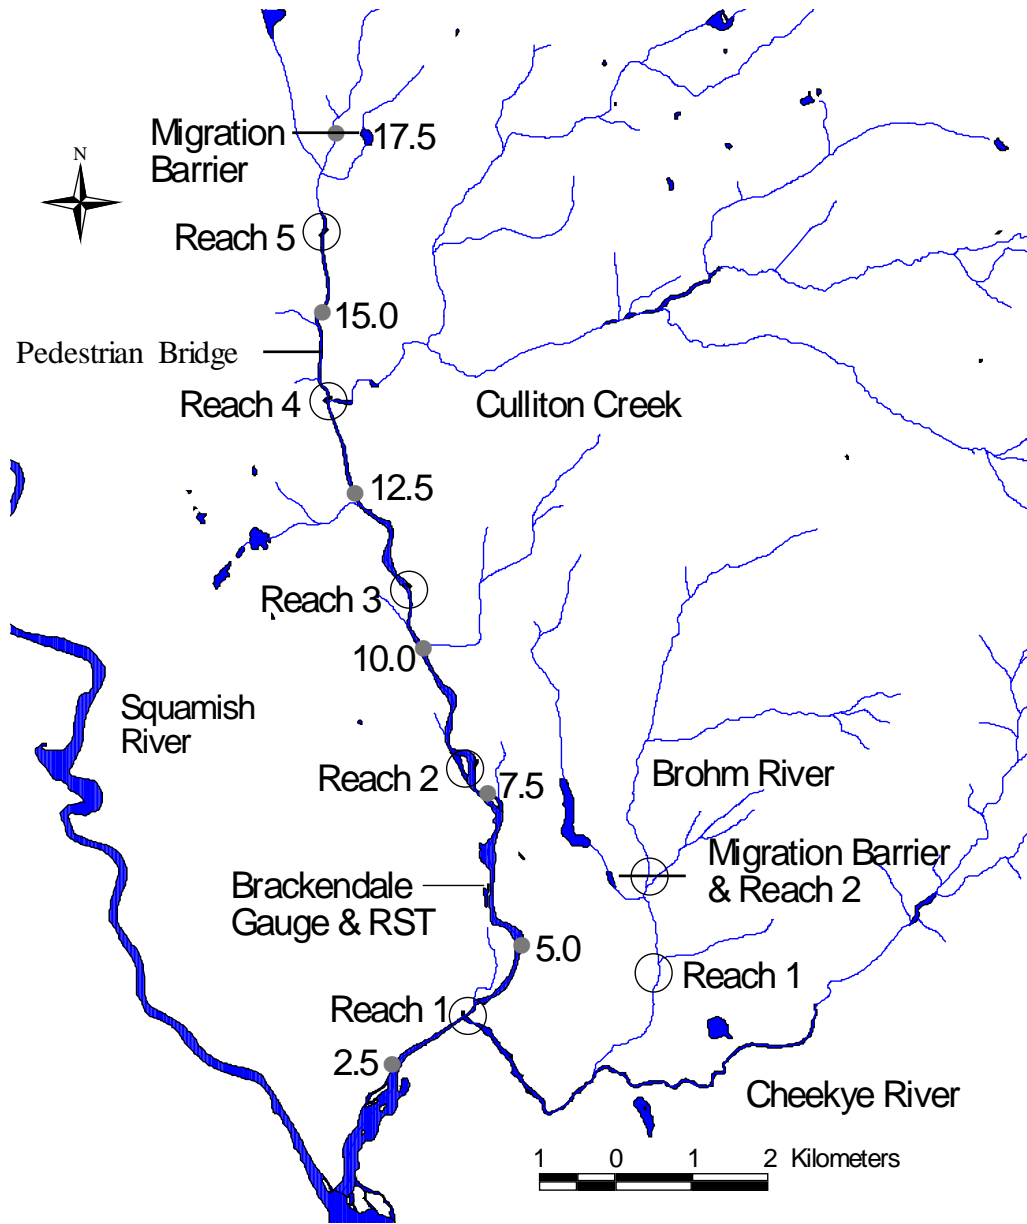 Migration
Barrier
17.5
N
Reach 5
15.0
Pedestrian Bridge
Reach 4
Culliton Creek
12.5
Reach 3
10.0
Squamish
River
Reach 2
7.5
Brohm River
Migration Barrier
& Reach 2
Brackendale
Gauge & RST
5.0
Reach 1
Reach 1
2.5
Cheekye River
1 0 1 2 Kilometers